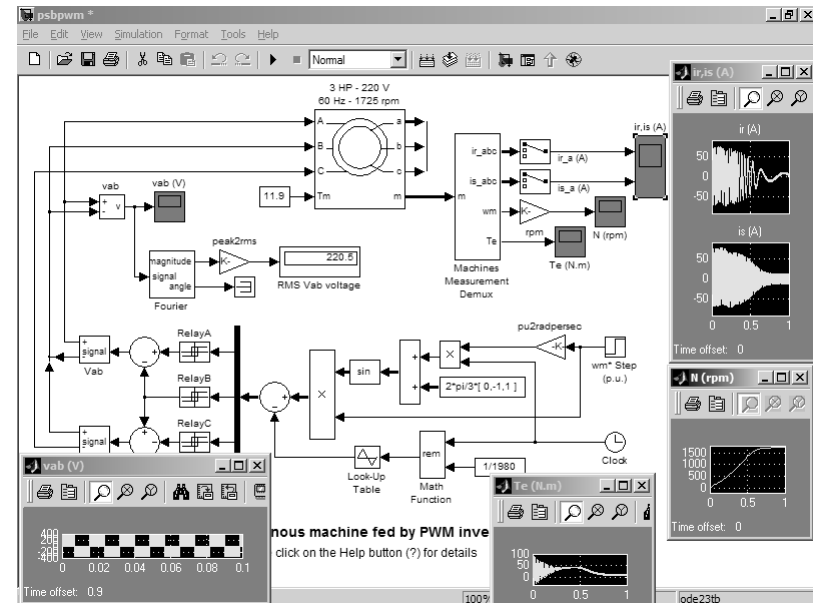 psbpwm *
File Edit View Simulation Format Tools Help
Normal
3 HP - 220 V
60 Hz - 1725 rpm
A
B
C
Tm
a
b
c
m
11.9
vab
+
-
v
vab (V)
m
ir_abc
is_abc
wm
Te
Machines
Measurement
Demux
ir_a (A)
is_a (A)
K-
rpm
ir,is (A)
N (rpm)
Te (N.m)
magnitude
signal
angle
Fourier
peak2rms
K-
220.5
RMS Vab voltage
signal
Vab
+
-
RelayA
RelayB
RelayC
signal
+
-
+
-
×
sin
+
+
×
2*pi/3*[ 0,-1,1 ]
pu2radpersec
-K-
wm* Step
(p.u.)
Look-Up
Table
rem
Math
Function
1/1980
Clock
nous machine fed by PWM inve
click on the Help button (?) for details
100%
ode23tb
ir,is (A)
ir (A)
50
0
-50
is (A)
50
0
-50
0 0.5 1
Time offset: 0
N (rpm)
1500
1000
500
0
0 0.5 1
Time offset: 0
vab (V)
400
200
0
-200
-400
0 0.02 0.04 0.06 0.08 0.1
Time offset: 0.9
Te (N.m)
100
50
0
0 0.5 1